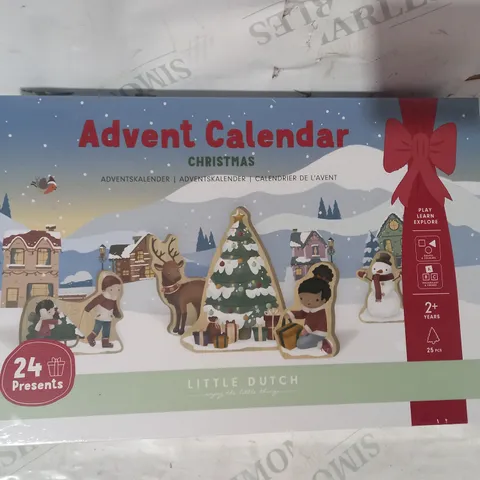 Advent Calendar
CHRISTMAS
ADVENTSKALENDER | ADVENTSKALENDER | CALENDRIER DE L'AVENT
PLAY
LEARN
EXPLORE
2+
YEARS
25 PCS
24
Presents
LITTLE DUTCH